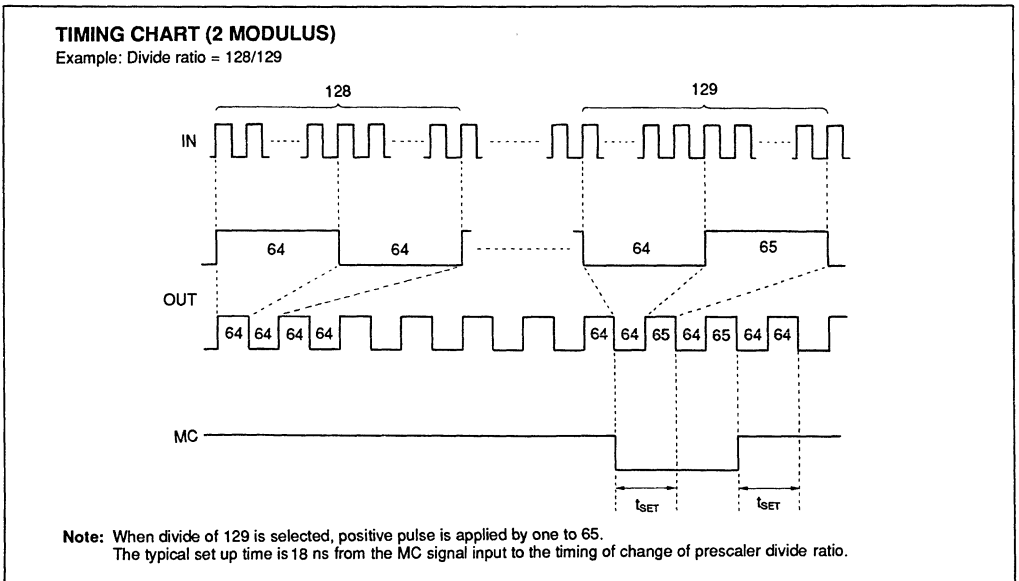 TIMING CHART (2 MODULUS)
Example: Divide ratio = 128/129
128 129
IN
64 64 64 65
OUT
64 64 64 64 64 64 65 64 65 64 64
MC
tSET tSET
Note: When divide of 129 is selected, positive pulse is applied by one to 65.
The typical set up time is 18 ns from the MC signal input to the timing of change of prescaler divide ratio.